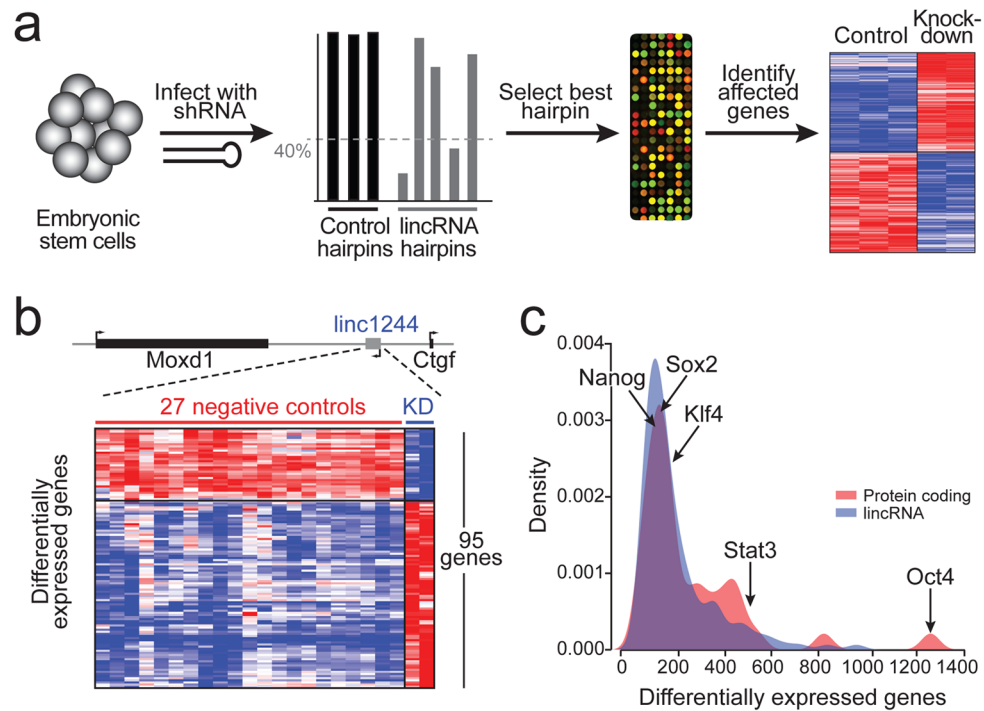 a
Embryonic
stem cells
Infect with
shRNA
40%
Control
hairpins
lincRNA
hairpins
Select best
hairpin
Identify
affected
genes
Control
Knock-
down
b
linc1244
Moxd1
Ctgf
27 negative controls
KD
Differentially
expressed genes
95
genes
c
0.004
0.003
0.002
0.001
0.000
Density
Nanog
Sox2
Klf4
Stat3
Oct4
Protein coding
lincRNA
0
200
400
600
800
1000
1200
1400
Differentially expressed genes